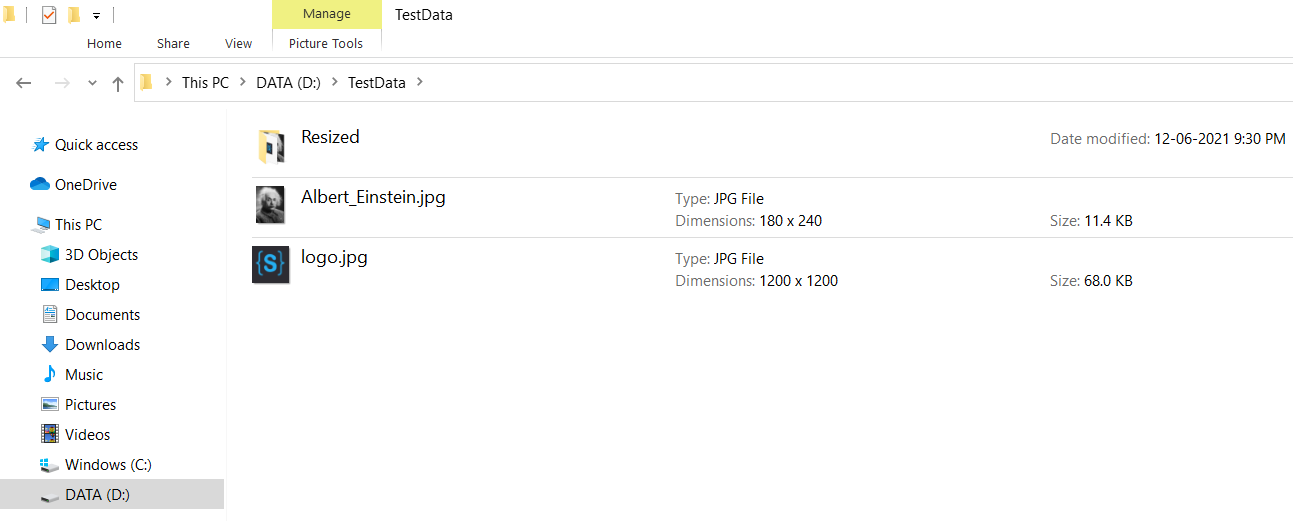 Manage
TestData
Home
Share
View
Picture Tools
This PC
DATA (D:)
TestData
Quick access
OneDrive
This PC
3D Objects
Desktop
Documents
Downloads
Music
Pictures
Videos
Windows (C:)
DATA (D:)
Resized
Date modified: 12-06-2021 9:30 PM
Albert_Einstein.jpg
Type: JPG File
Dimensions: 180 x 240
Size: 11.4 KB
{S}
logo.jpg
Type: JPG File
Dimensions: 1200 x 1200
Size: 68.0 KB